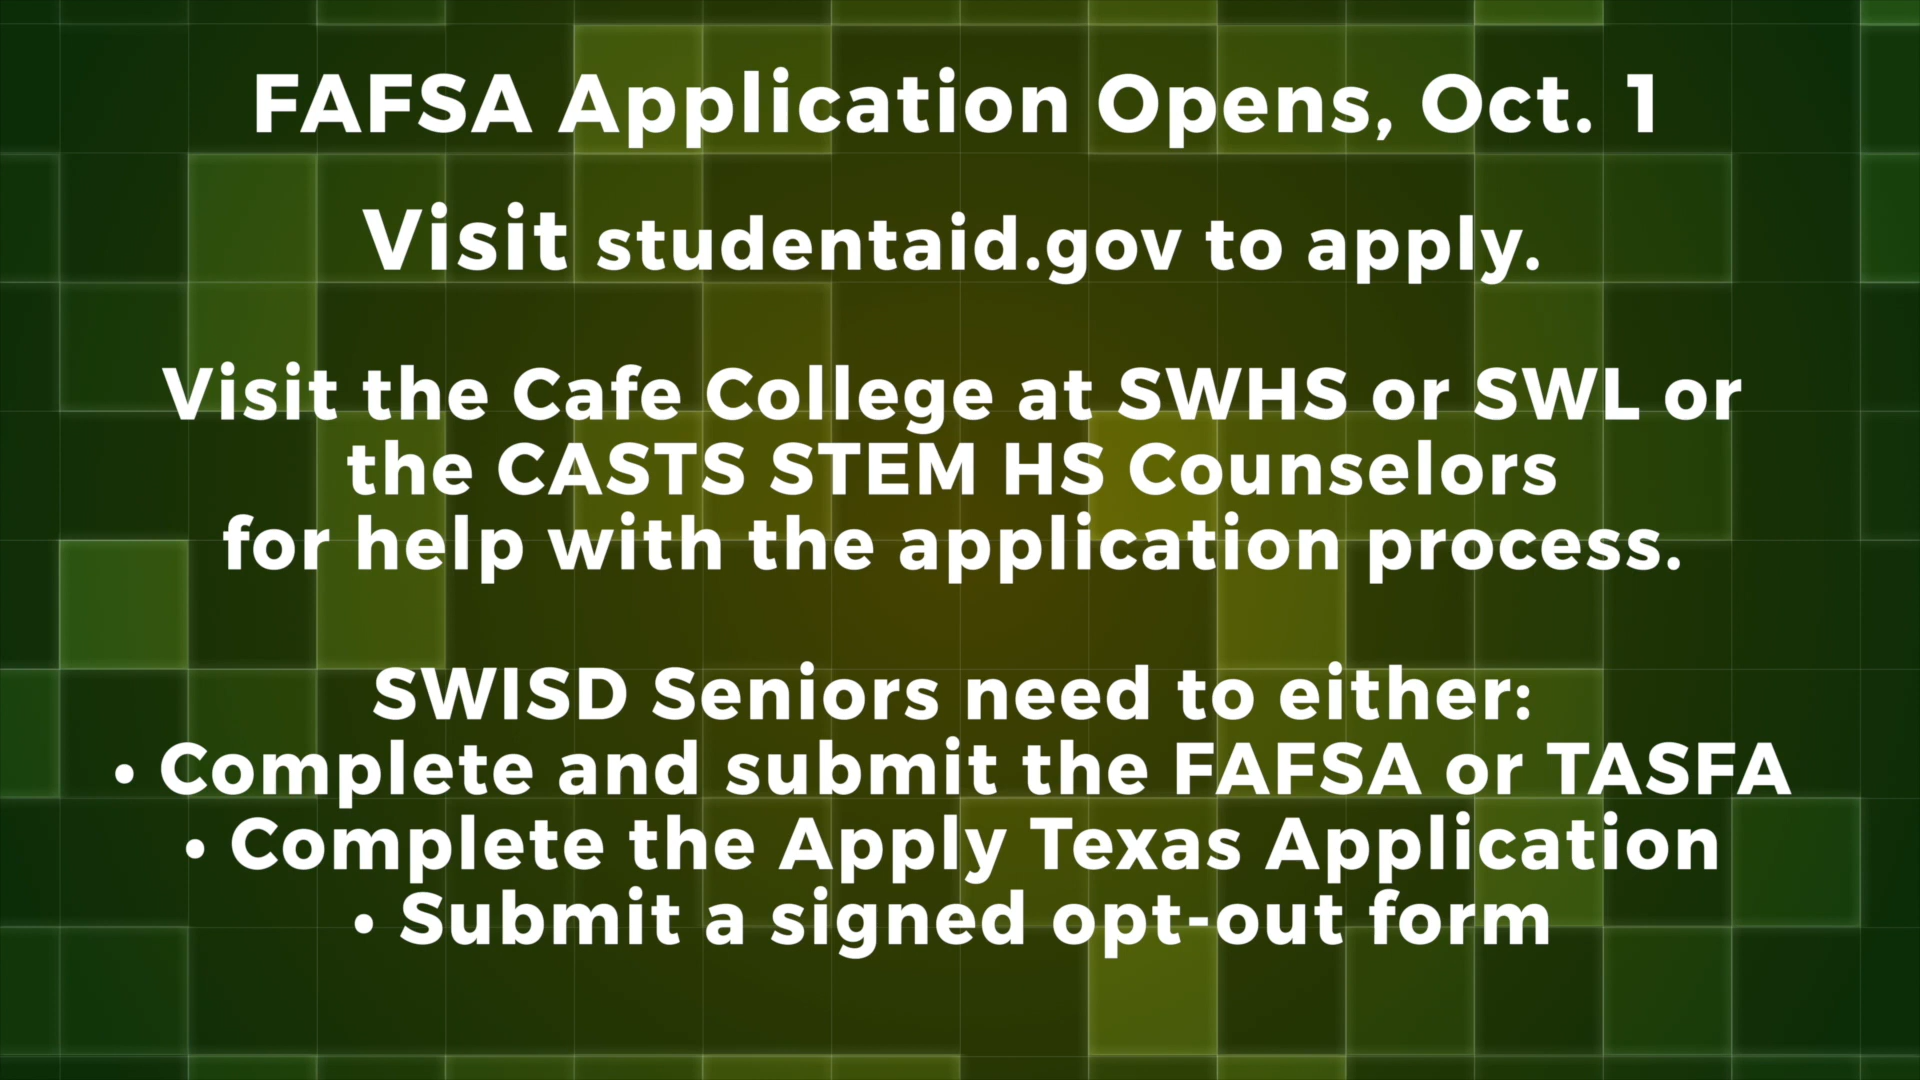 FAFSA Application Opens, Oct. 1
Visit studentaid.gov to apply.
Visit the Cafe College at SWHS or SWL or
the CASTS STEM HS Counselors
for help with the application process.
SWISD Seniors need to either:
• Complete and submit the FAFSA or TASFA
• Complete the Apply Texas Application
• Submit a signed opt-out form